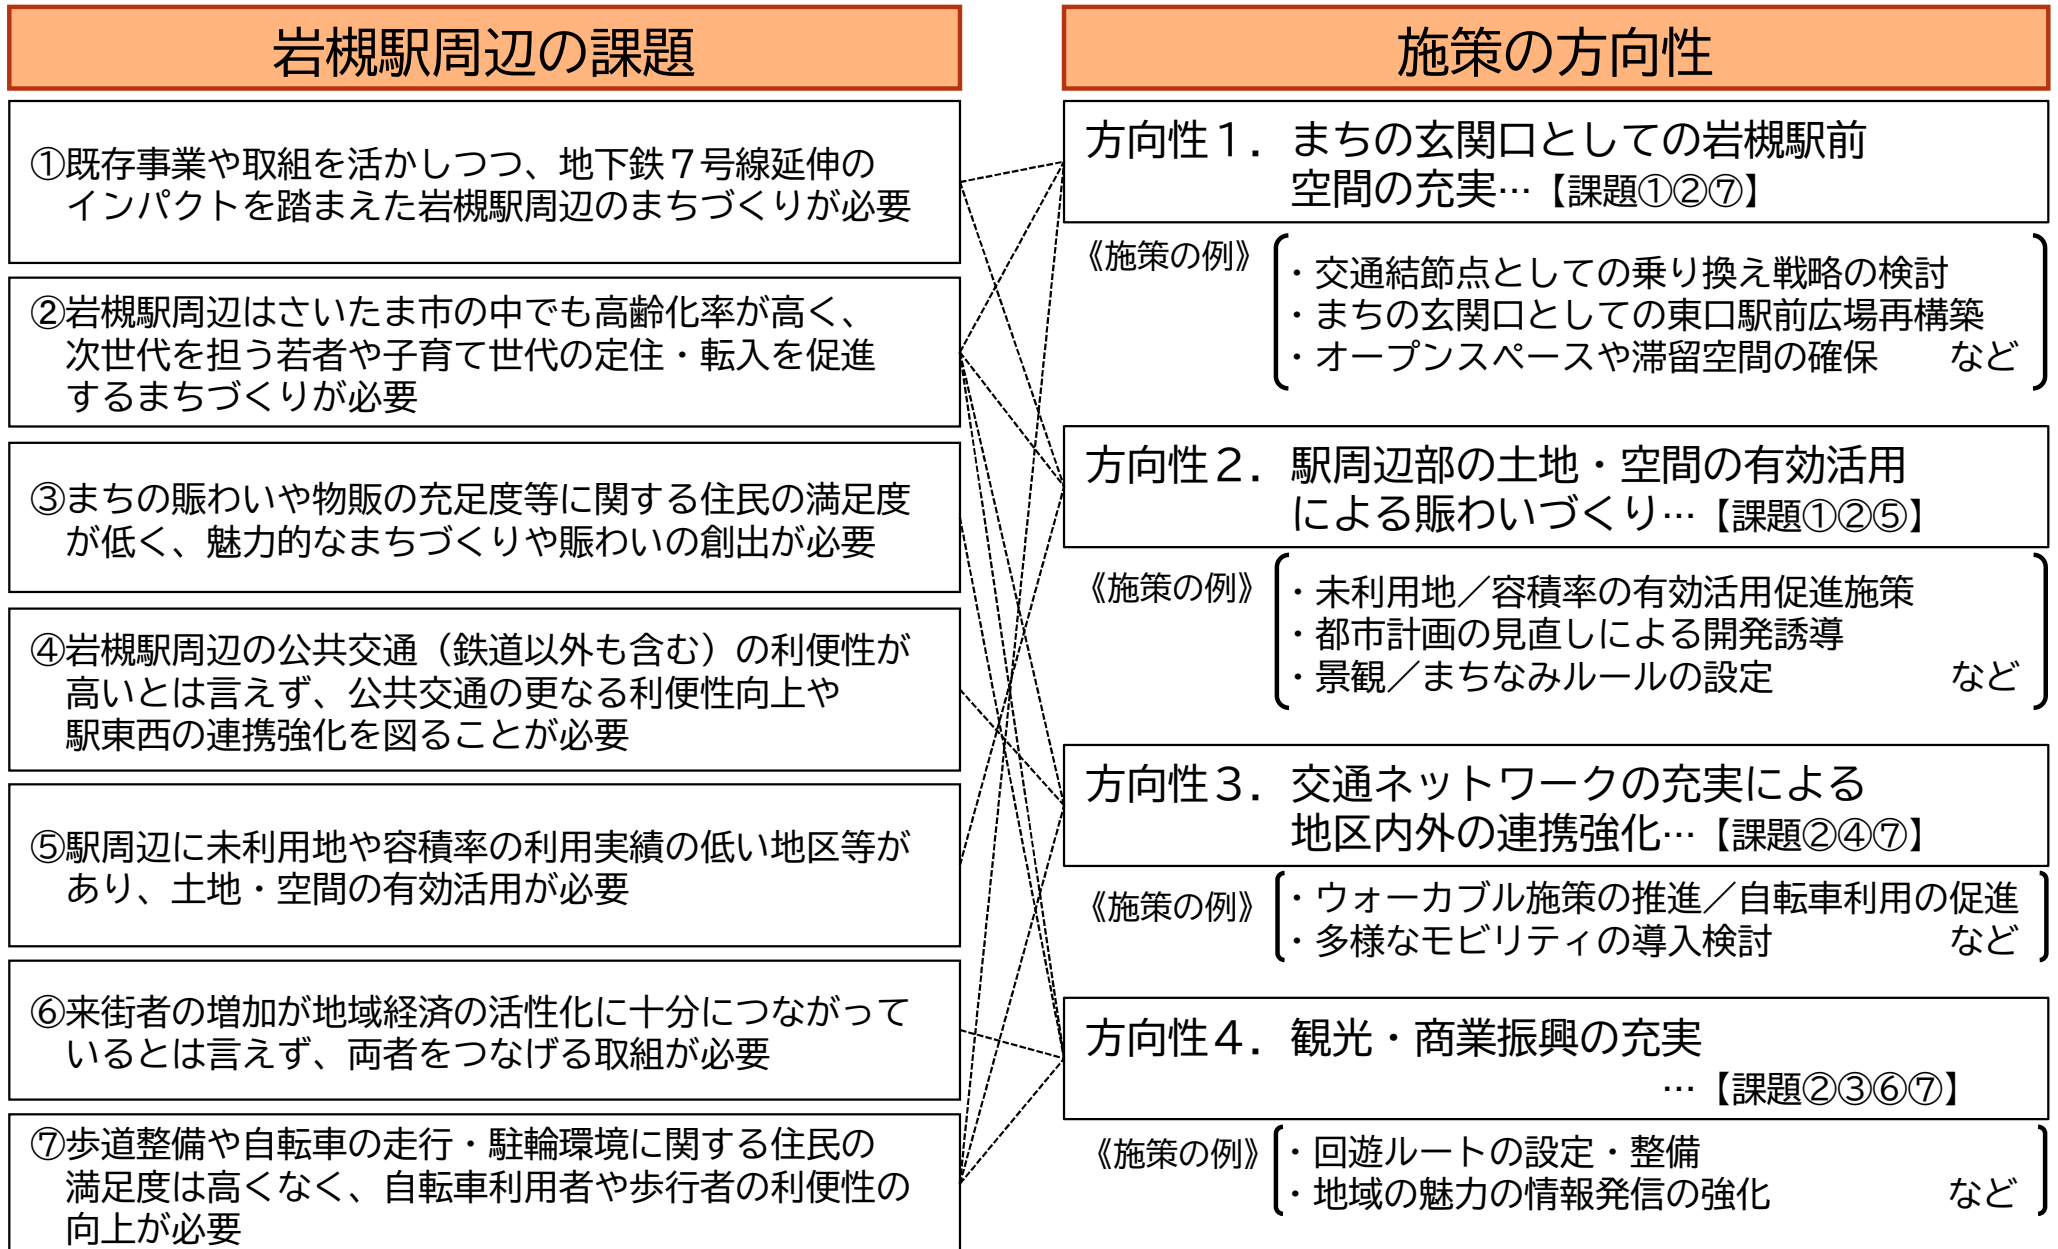 岩槻駅周辺の課題
①既存事業や取組を活かしつつ、地下鉄７号線延伸の
インパクトを踏まえた岩槻駅周辺のまちづくりが必要
②岩槻駅周辺はさいたま市の中でも高齢化率が高く、
次世代を担う若者や子育て世代の定住・転入を促進
するまちづくりが必要
③まちの賑わいや物販の充足度等に関する住民の満足度
が低く、魅力的なまちづくりや賑わいの創出が必要
④岩槻駅周辺の公共交通（鉄道以外も含む）の利便性が
高いとは言えず、公共交通の更なる利便性向上や
駅東西の連携強化を図ることが必要
⑤駅周辺に未利用地や容積率の利用実績の低い地区等が
あり、土地・空間の有効活用が必要
⑥来街者の増加が地域経済の活性化に十分につながって
いるとは言えず、両者をつなげる取組が必要
⑦歩道整備や自転車の走行・駐輪環境に関する住民の
満足度は高くなく、自転車利用者や歩行者の利便性の
向上が必要
施策の方向性
方向性１．まちの玄関口としての岩槻駅前
空間の充実…【課題①②⑦】
《施策の例》
・交通結節点としての乗り換え戦略の検討
・まちの玄関口としての東口駅前広場再構築
・オープンスペースや滞留空間の確保　　など
方向性２．駅周辺部の土地・空間の有効活用
による賑わいづくり…【課題①②⑤】
《施策の例》
・未利用地／容積率の有効活用促進施策
・都市計画の見直しによる開発誘導
・景観／まちなみルールの設定　　など
方向性３．交通ネットワークの充実による
地区内外の連携強化…【課題②④⑦】
《施策の例》
・ウォーカブル施策の推進／自転車利用の促進
・多様なモビリティの導入検討　　など
方向性４．観光・商業振興の充実
…【課題②③⑥⑦】
《施策の例》
・回遊ルートの設定・整備
・地域の魅力の情報発信の強化　　など